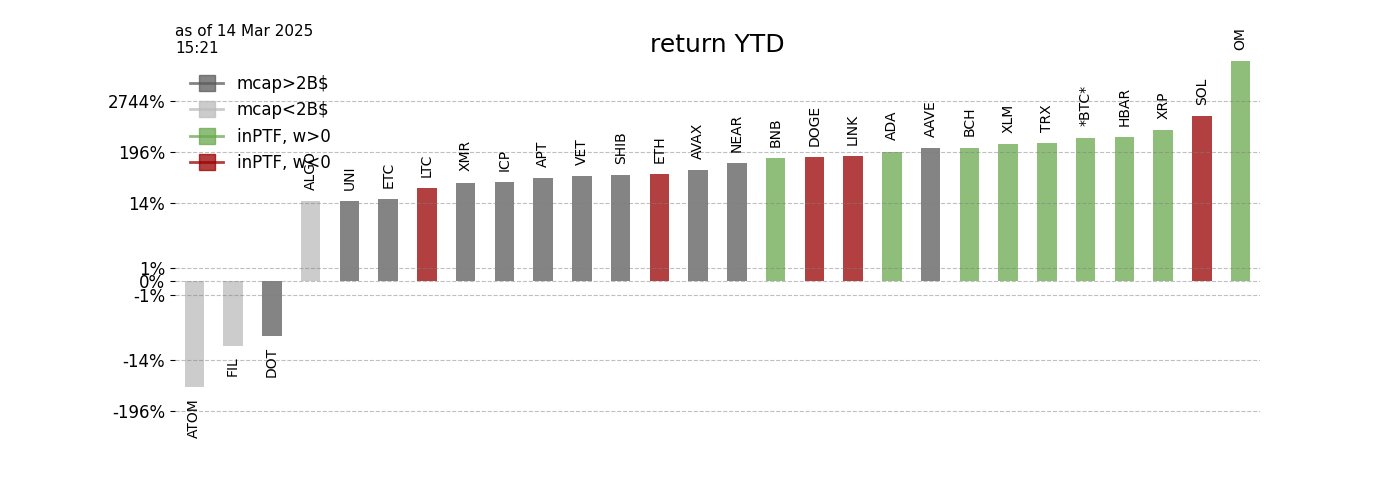 as of 14 Mar 2025
15:21
return YTD
mcap>2B$
mcap<2B$
inPTF, w>0
inPTF, w<0
2744%
196%
14%
1%
0%
-1%
-14%
-196%
ATOM
FIL
DOT
ALGO
UNI
ETC
LTC
XMR
ICP
APT
VET
SHIB
ETH
AVAX
NEAR
BNB
DOGE
LINK
ADA
AAVE
BCH
XLM
TRX
*BTC*
HBAR
XRP
SOL
OM